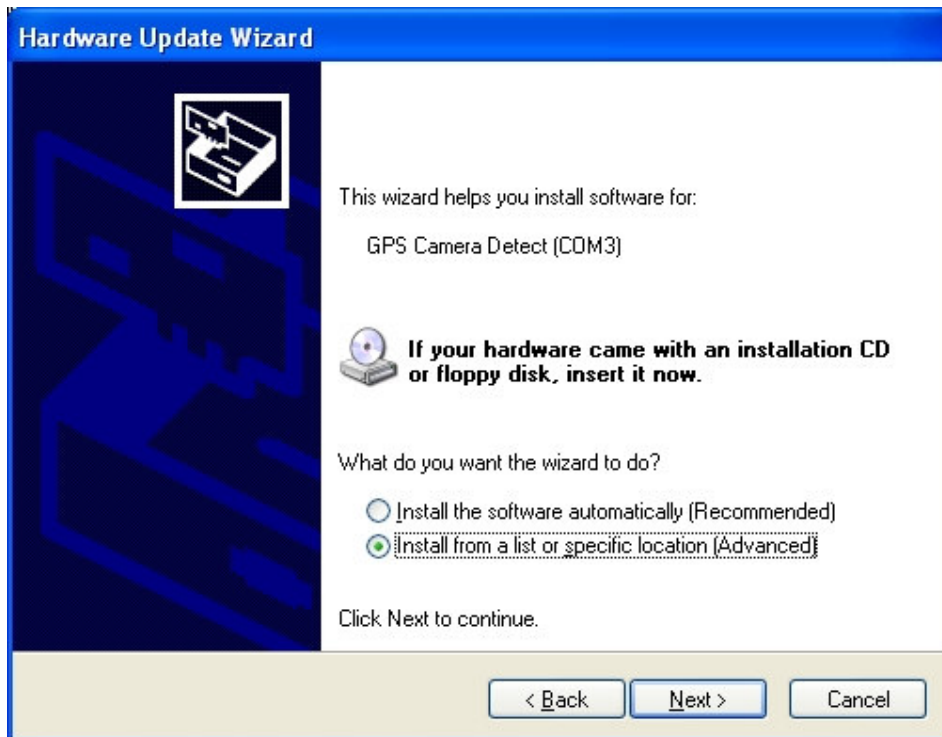 Hardware Update Wizard
This wizard helps you install software for:
GPS Camera Detect (COM3)
If your hardware came with an installation CD
or floppy disk, insert it now.
What do you want the wizard to do?
Install the software automatically (Recommended)
Install from a list or specific location (Advanced)
Click Next to continue.
< Back Next > Cancel